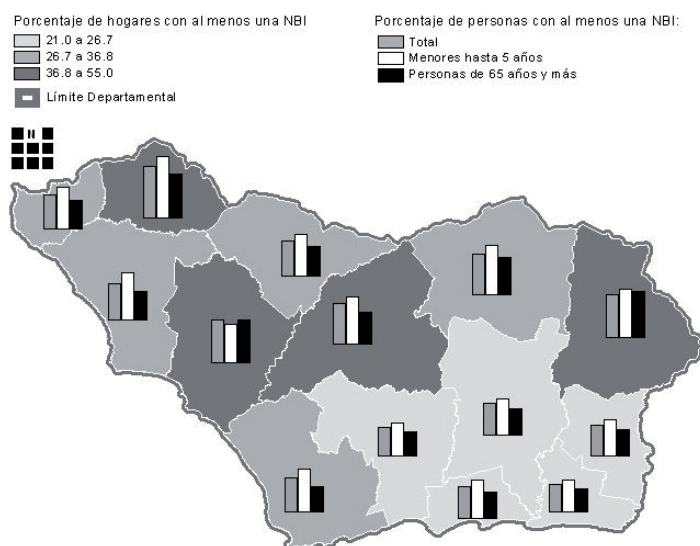 Porcentaje de hogares con al menos una NBI
21.0 a 26.7
26.7 a 36.8
36.8 a 55.0
Límite Departamental
Porcentaje de personas con al menos una NBI:
Total
Menores hasta 5 años
Personas de 65 años y más
N